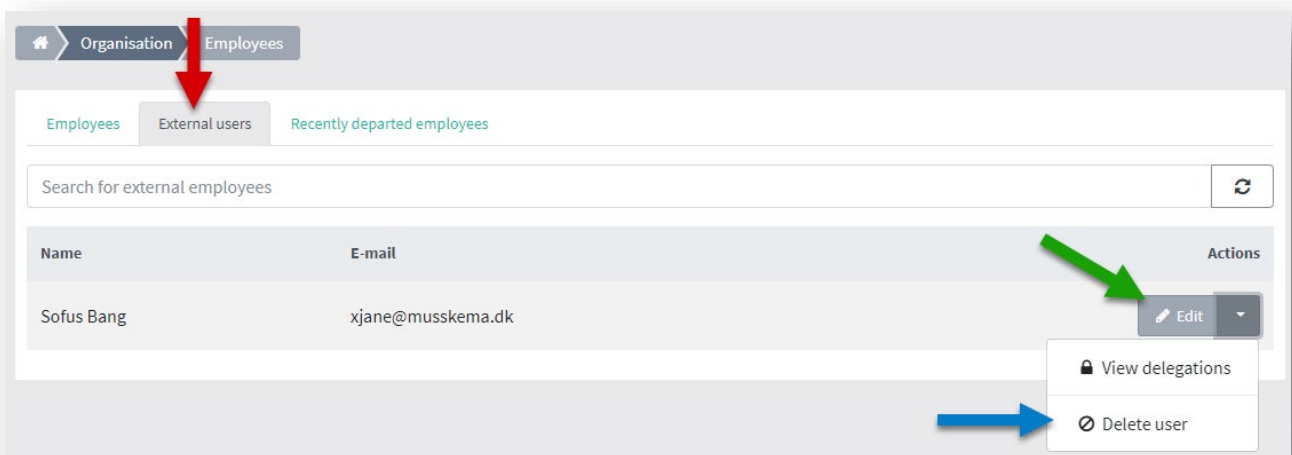 Organisation Employees
Employees External users Recently departed employees
Search for external employees
Name E-mail Actions
Sofus Bang xjane@musskema.dk Edit
View delegations
Delete user